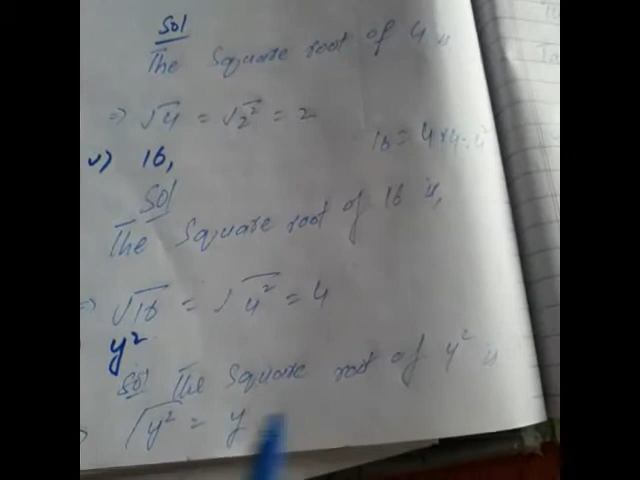 Sol
The Square root of 4 is
⇒ √4 = √2² = 2
v) 16,
16 = 4×4 = 4²
Sol
The Square root of 16 is,
⇒ √16 = √4² = 4
y²
Sol The Square root of y² is
√y² = y